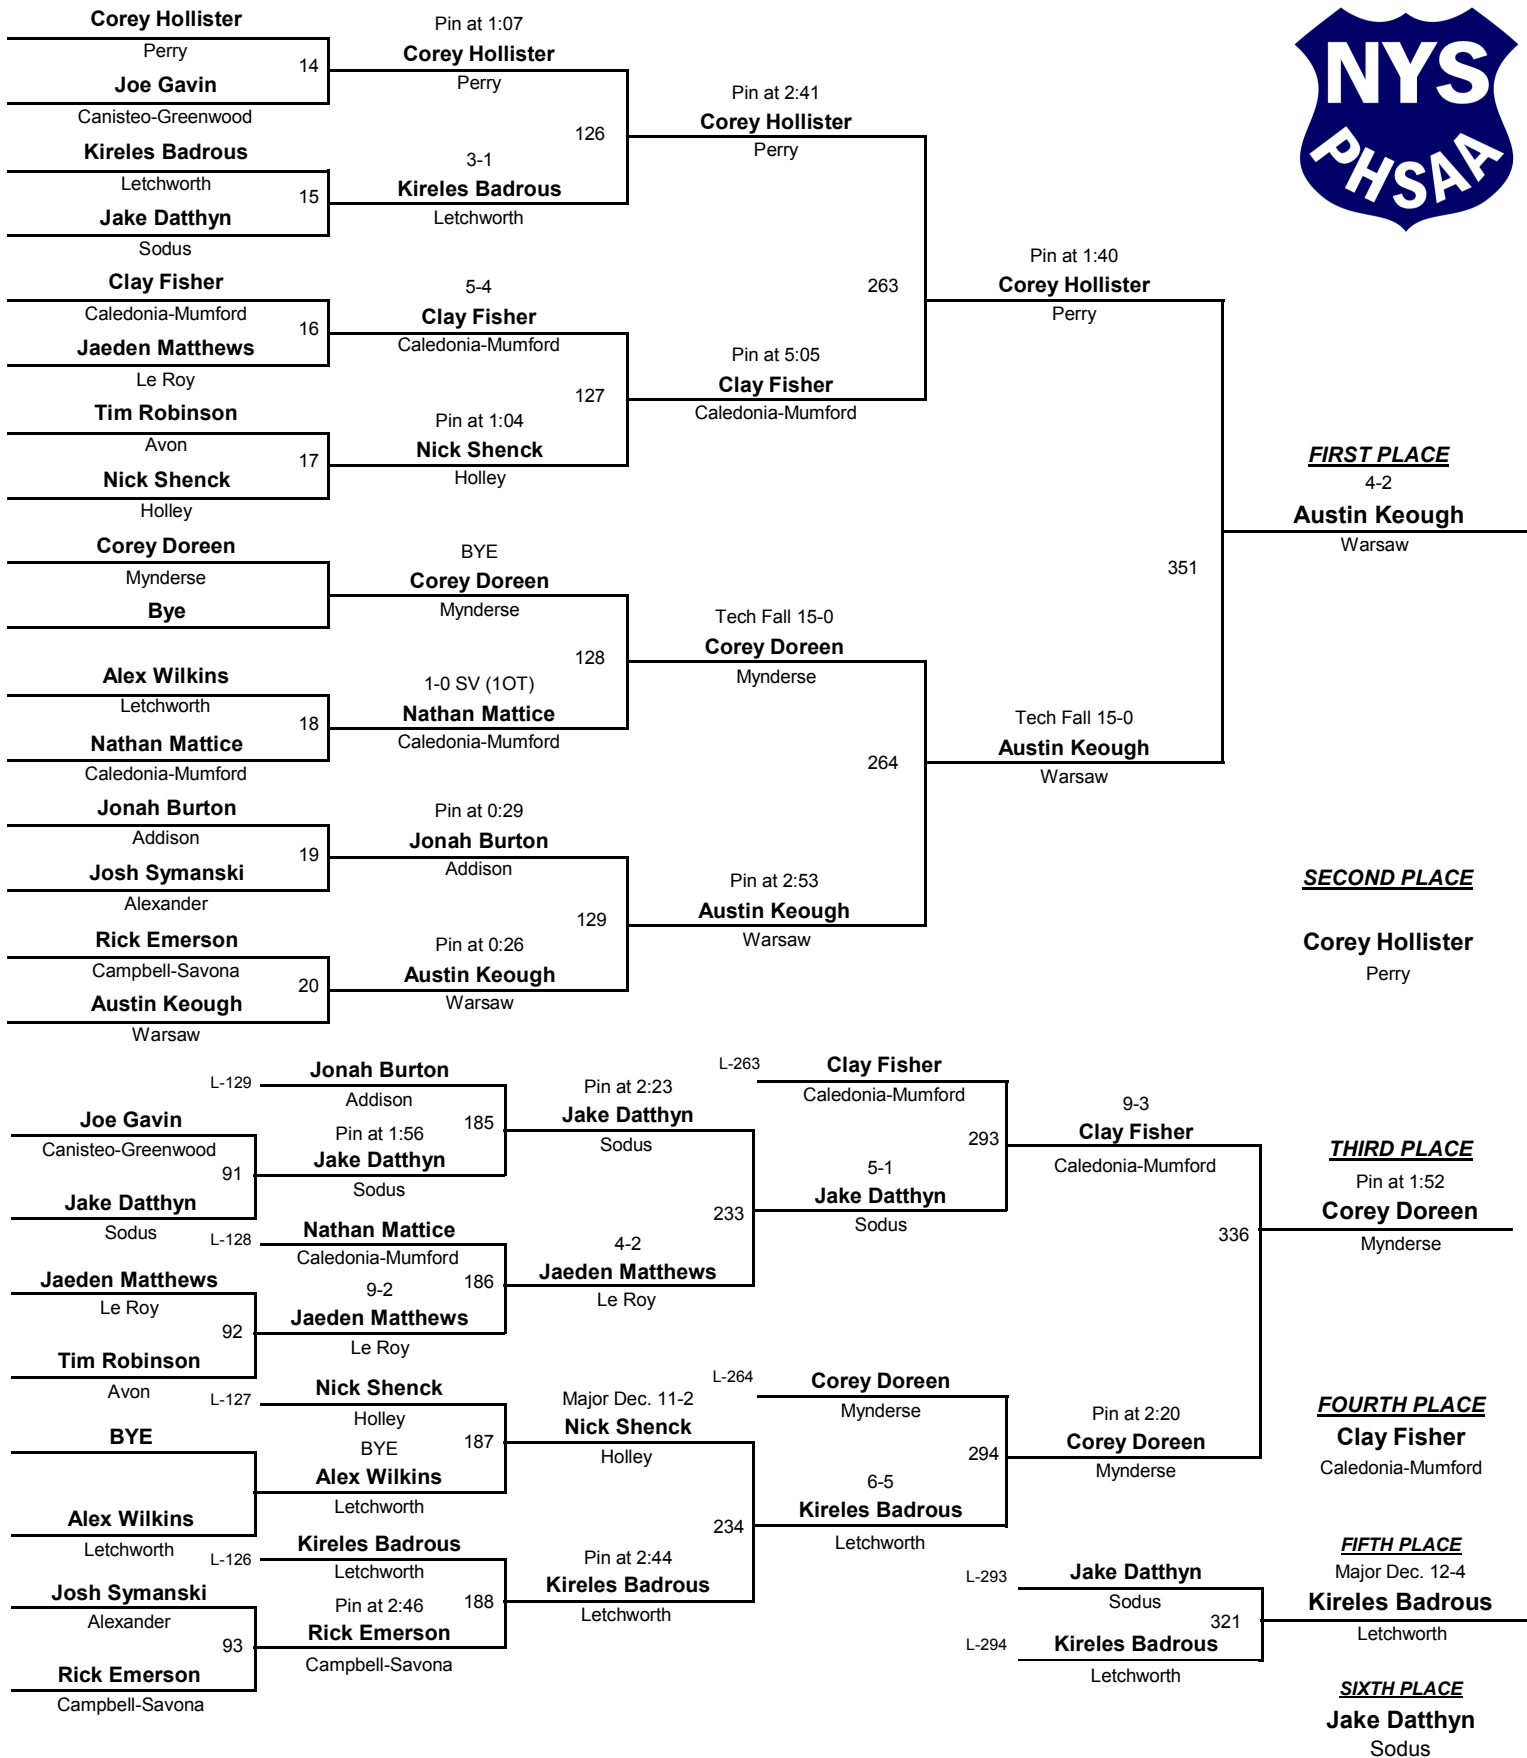 NYS
PHSAA
Corey Hollister
Perry
14
Joe Gavin
Canisteo-Greenwood
Kireles Badrous
Letchworth
15
Jake Datthyn
Sodus
Clay Fisher
Caledonia-Mumford
16
Jaeden Matthews
Le Roy
Tim Robinson
Avon
17
Nick Shenck
Holley
Corey Doreen
Mynderse
Bye
Alex Wilkins
Letchworth
18
Nathan Mattice
Caledonia-Mumford
Jonah Burton
Addison
19
Josh Symanski
Alexander
Rick Emerson
Campbell-Savona
20
Austin Keough
Warsaw
Pin at 1:07
Corey Hollister
Perry
126
3-1
Kireles Badrous
Letchworth
5-4
Clay Fisher
Caledonia-Mumford
127
Pin at 1:04
Nick Shenck
Holley
BYE
Corey Doreen
Mynderse
128
1-0 SV (1OT)
Nathan Mattice
Caledonia-Mumford
Pin at 0:29
Jonah Burton
Addison
129
Pin at 0:26
Austin Keough
Warsaw
Pin at 2:41
Corey Hollister
Perry
263
Pin at 5:05
Clay Fisher
Caledonia-Mumford
Tech Fall 15-0
Corey Doreen
Mynderse
264
Pin at 2:53
Austin Keough
Warsaw
Pin at 1:40
Corey Hollister
Perry
351
Tech Fall 15-0
Austin Keough
Warsaw
FIRST PLACE
4-2
Austin Keough
Warsaw
SECOND PLACE
Corey Hollister
Perry
Joe Gavin
Canisteo-Greenwood
91
Jake Datthyn
Sodus
Jaeden Matthews
Le Roy
92
Tim Robinson
Avon
BYE
Alex Wilkins
Letchworth
Josh Symanski
Alexander
93
Rick Emerson
Campbell-Savona
L-129
Jonah Burton
Addison
185
Pin at 1:56
Jake Datthyn
Sodus
L-128
Nathan Mattice
Caledonia-Mumford
186
9-2
Jaeden Matthews
Le Roy
L-127
Nick Shenck
Holley
187
BYE
Alex Wilkins
Letchworth
L-126
Kireles Badrous
Letchworth
188
Pin at 2:46
Rick Emerson
Campbell-Savona
Pin at 2:23
Jake Datthyn
Sodus
233
4-2
Jaeden Matthews
Le Roy
Major Dec. 11-2
Nick Shenck
Holley
234
Pin at 2:44
Kireles Badrous
Letchworth
L-263
Clay Fisher
Caledonia-Mumford
293
5-1
Jake Datthyn
Sodus
L-264
Corey Doreen
Mynderse
294
6-5
Kireles Badrous
Letchworth
9-3
Clay Fisher
Caledonia-Mumford
336
Pin at 2:20
Corey Doreen
Mynderse
L-293
Jake Datthyn
Sodus
321
L-294
Kireles Badrous
Letchworth
THIRD PLACE
Pin at 1:52
Corey Doreen
Mynderse
FOURTH PLACE
Clay Fisher
Caledonia-Mumford
FIFTH PLACE
Major Dec. 12-4
Kireles Badrous
Letchworth
SIXTH PLACE
Jake Datthyn
Sodus